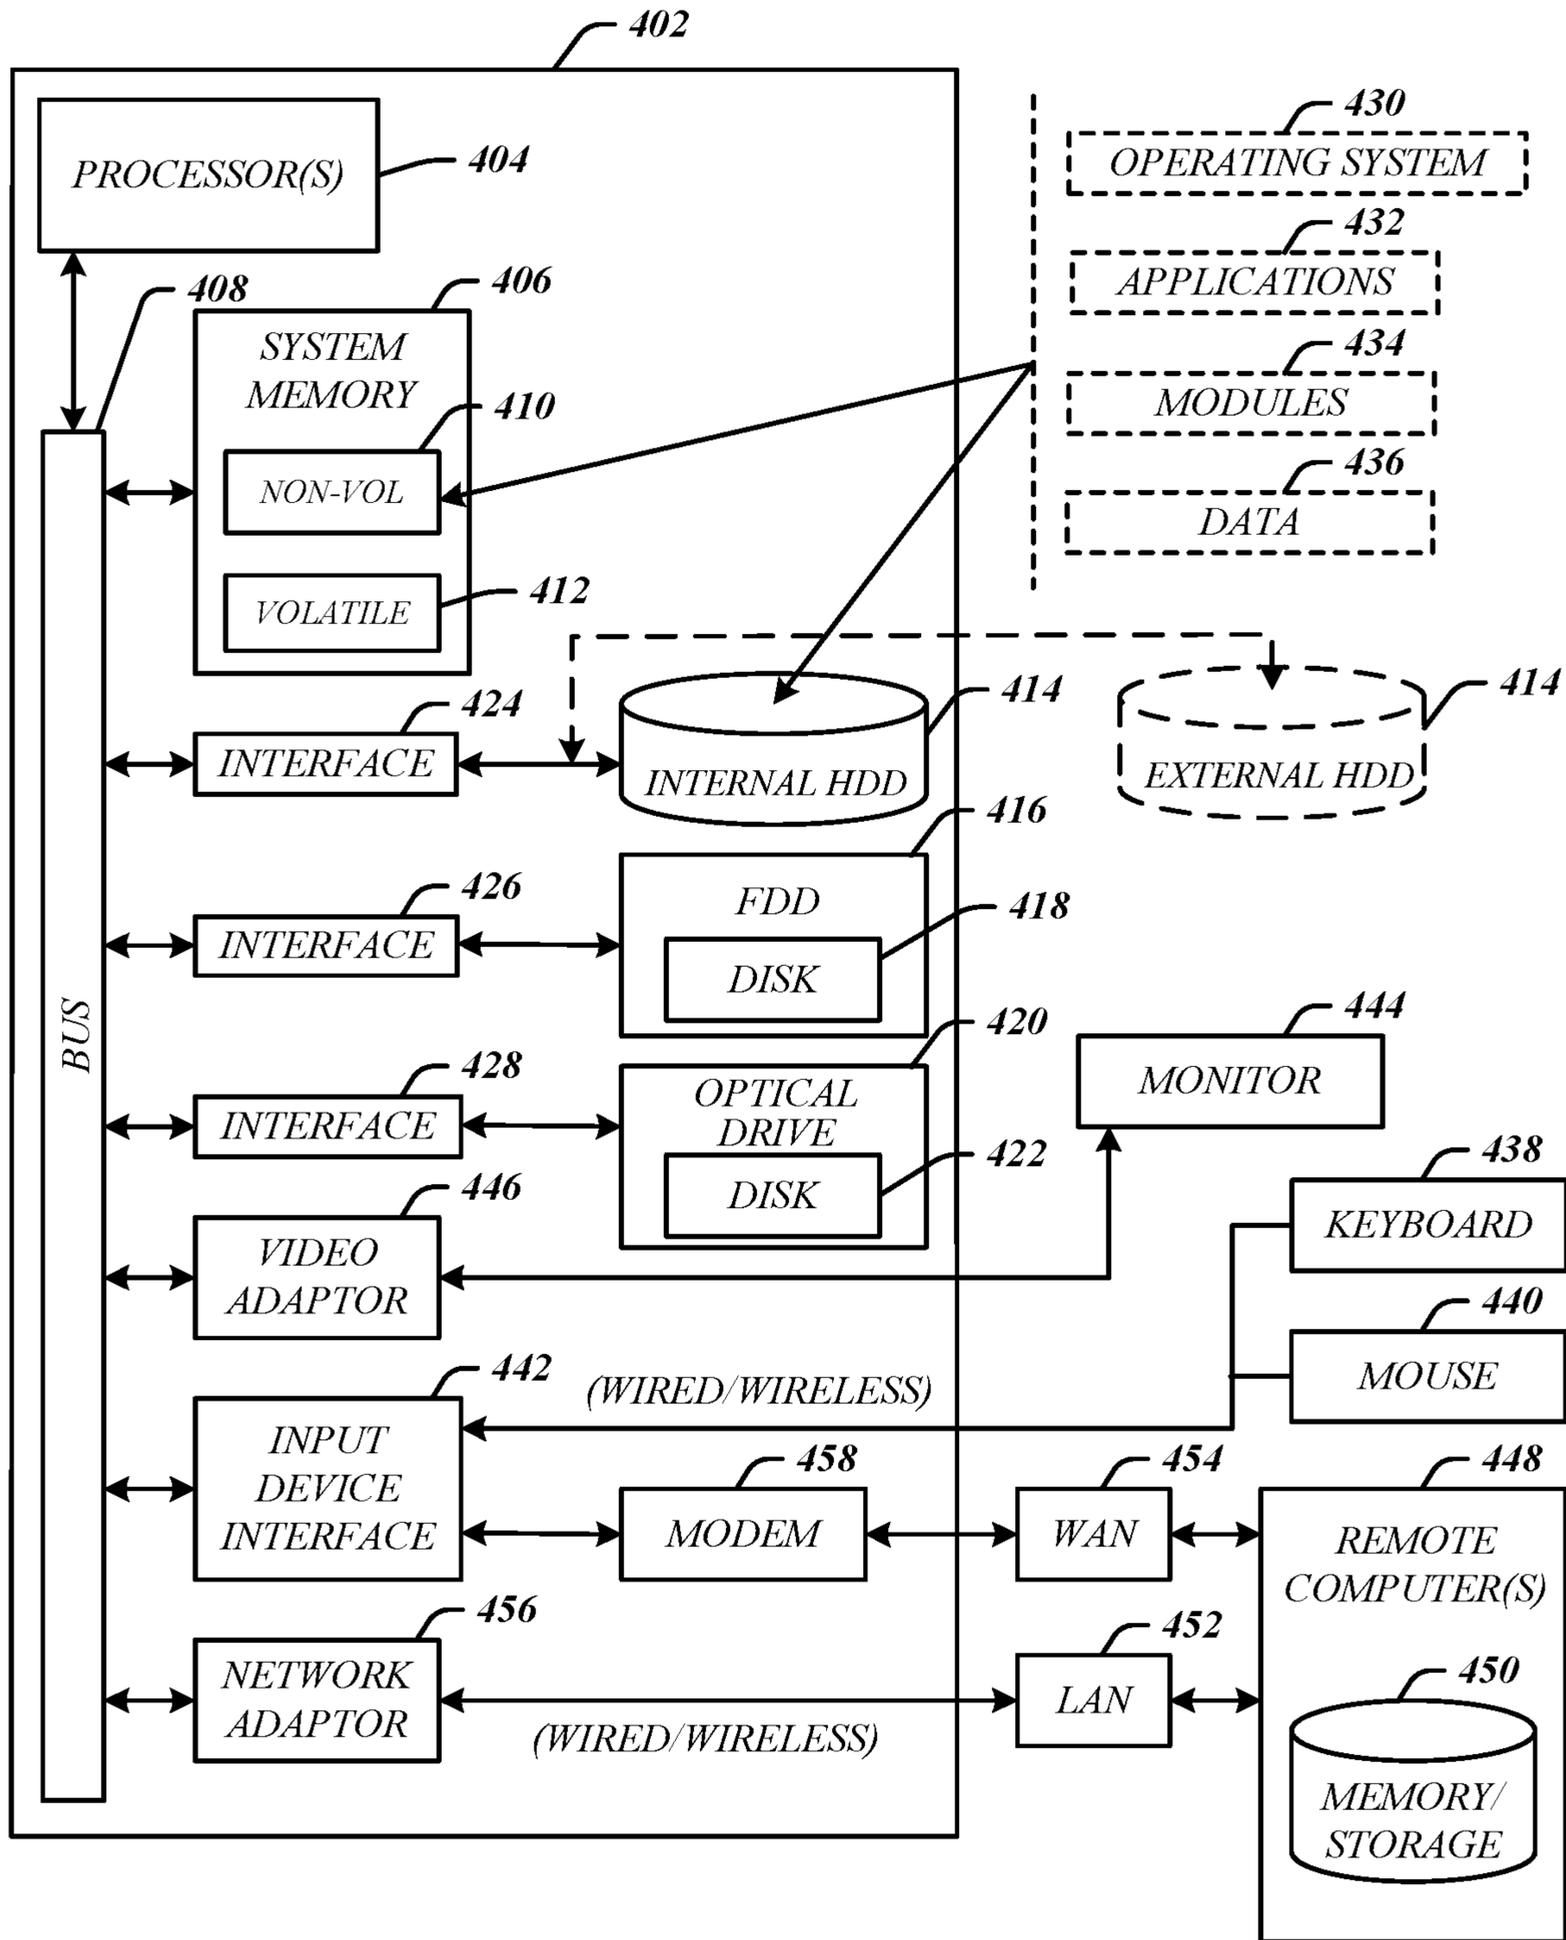 402
PROCESSOR(S)
404
430
OPERATING SYSTEM
432
APPLICATIONS
434
MODULES
436
DATA
408
406
SYSTEM
MEMORY
410
NON-VOL
412
VOLATILE
BUS
424
INTERFACE
414
INTERNAL HDD
414
EXTERNAL HDD
426
INTERFACE
416
FDD
418
DISK
428
INTERFACE
420
OPTICAL
DRIVE
422
DISK
444
MONITOR
446
VIDEO
ADAPTOR
438
KEYBOARD
440
MOUSE
442
INPUT
DEVICE
INTERFACE
(WIRED/WIRELESS)
458
MODEM
454
WAN
448
REMOTE
COMPUTER(S)
456
NETWORK
ADAPTOR
(WIRED/WIRELESS)
452
LAN
450
MEMORY/
STORAGE